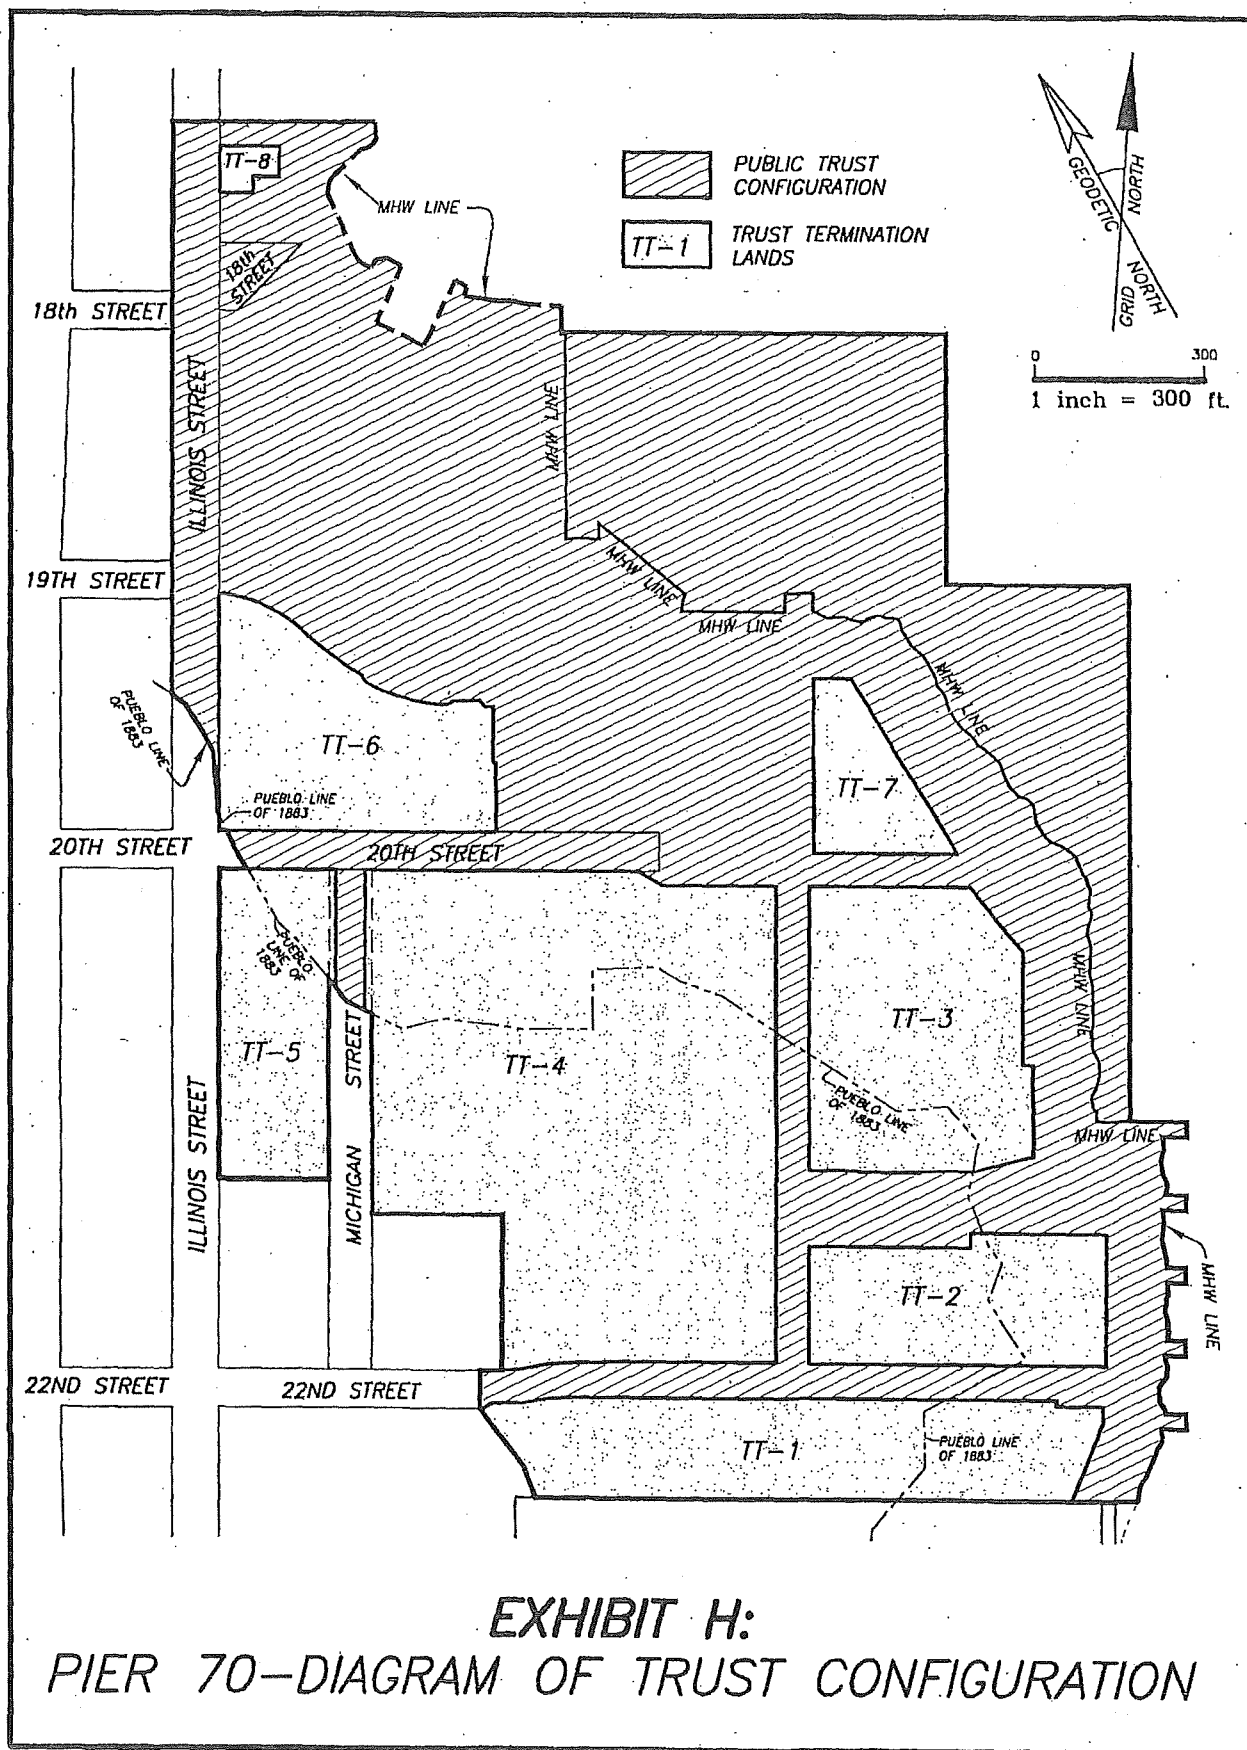 TT-8
MHW LINE
PUBLIC TRUST
CONFIGURATION
TT-1
TRUST TERMINATION
LANDS
GEODETIC
NORTH
GRID
NORTH
0
300
1 inch = 300 ft.
18th
STREET
18th STREET
ILLINOIS STREET
MHW LINE
MHW LINE
MHW LINE
19TH STREET
MHW LINE
PUEBLO LINE
OF 1883
TT-6
TT-7
PUEBLO LINE
OF 1883
20TH STREET
20TH STREET
PUEBLO
LINE OF
1883
MHW LINE
TT-5
TT-4
TT-3
PUEBLO LINE
OF 1883
MHW LINE
ILLINOIS STREET
MICHIGAN STREET
TT-2
MHW LINE
22ND STREET
22ND STREET
TT-1
PUEBLO LINE
OF 1883
EXHIBIT H:
PIER 70-DIAGRAM OF TRUST CONFIGURATION